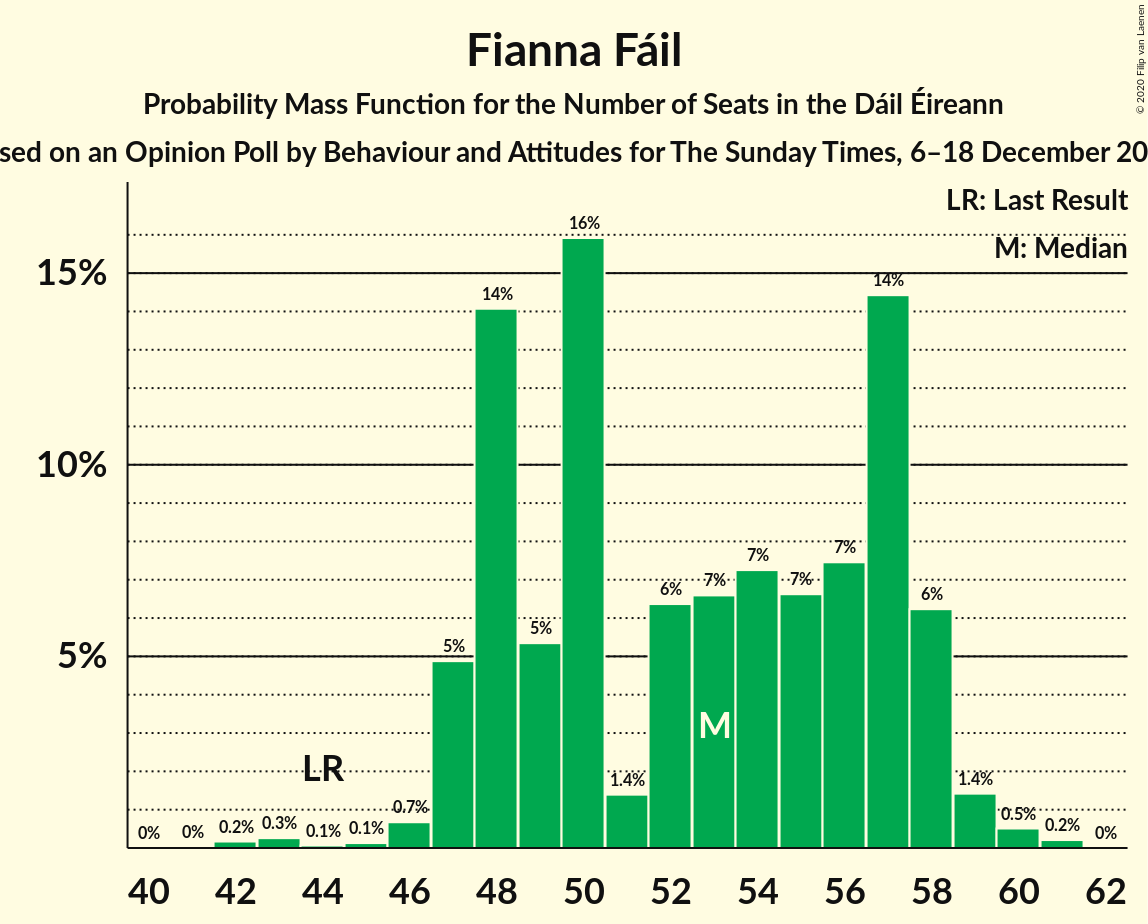 Fianna Fáil
Probability Mass Function for the Number of Seats in the Dáil Éireann
sed on an Opinion Poll by Behaviour and Attitudes for The Sunday Times, 6–18 December 20
© 2020 Filip van Laenen
LR: Last Result
M: Median
15%
10%
5%
0%
0%
0.2%
0.3%
0.1%
0.1%
0.7%
5%
14%
5%
16%
1.4%
6%
7%
7%
7%
7%
14%
6%
1.4%
0.5%
0.2%
0%
LR
M
40 42 44 46 48 50 52 54 56 58 60 62